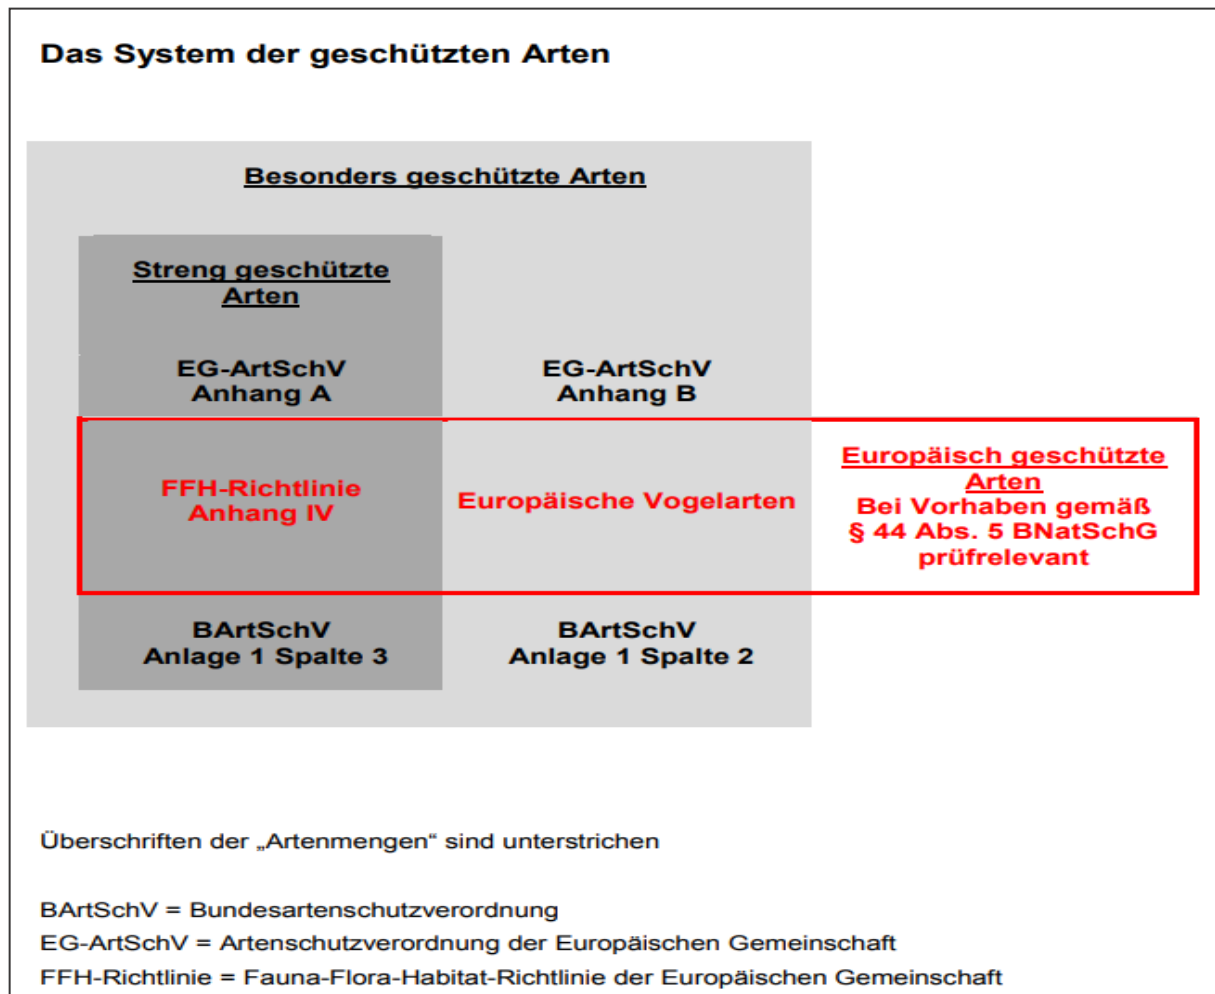 Das System der geschützten Arten
Besonders geschützte Arten
Streng geschützte
Arten
EG-ArtSchV
Anhang A
EG-ArtSchV
Anhang B
FFH-Richtlinie
Anhang IV
Europäische Vogelarten
Europäisch geschützte
Arten
Bei Vorhaben gemäß
§ 44 Abs. 5 BNatSchG
prüfrelevant
BArtSchV
Anlage 1 Spalte 3
BArtSchV
Anlage 1 Spalte 2
Überschriften der „Artenmengen“ sind unterstrichen
BArtSchV = Bundesartenschutzverordnung
EG-ArtSchV = Artenschutzverordnung der Europäischen Gemeinschaft
FFH-Richtlinie = Fauna-Flora-Habitat-Richtlinie der Europäischen Gemeinschaft